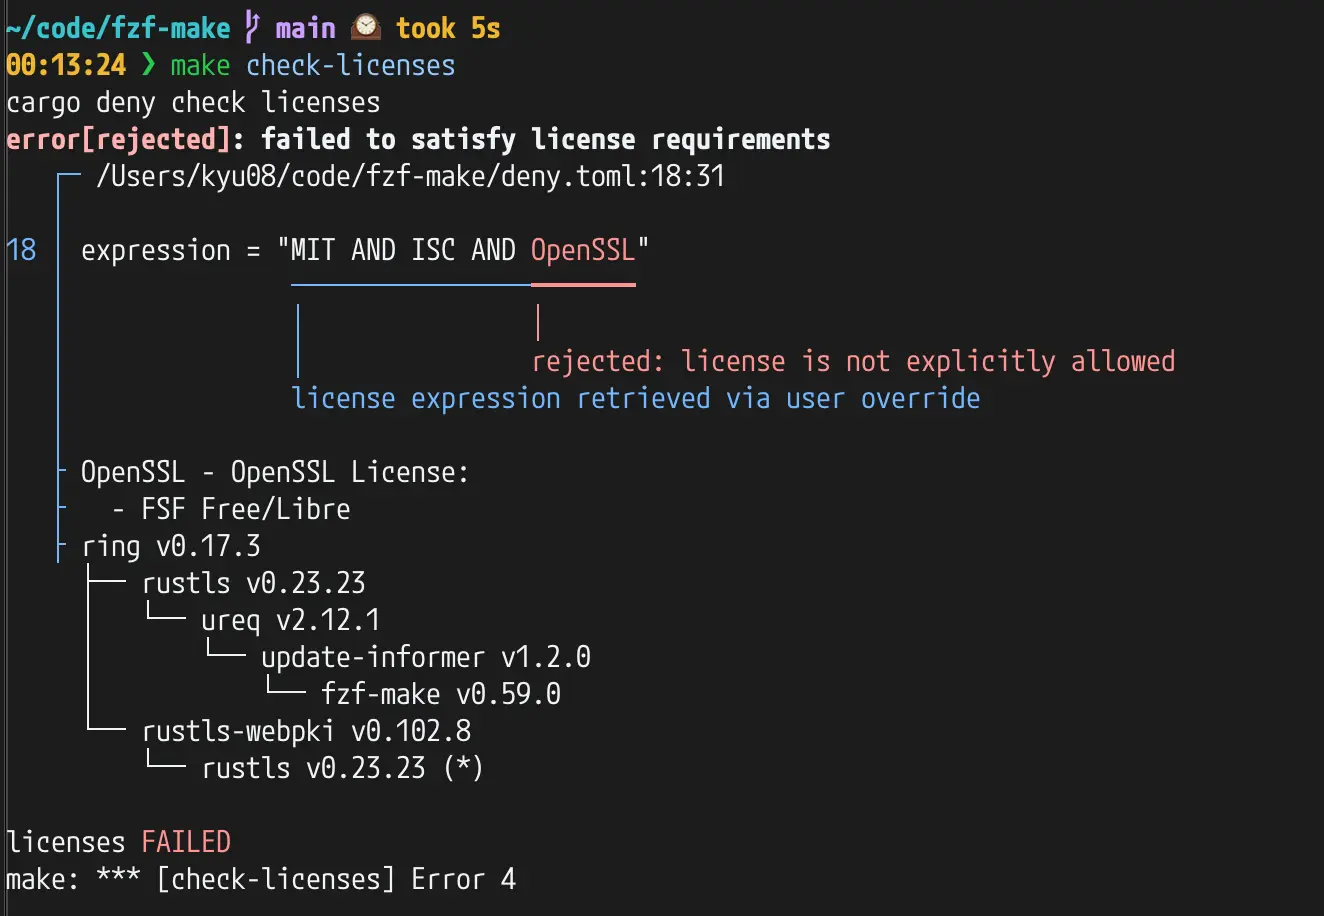 ~/code/fzf-make main 🕰️ took 5s
00:13:24 ❯ make check-licenses
cargo deny check licenses
error[rejected]: failed to satisfy license requirements
┌─ /Users/kyu08/code/fzf-make/deny.toml:18:31
18 │ expression = "MIT AND ISC AND OpenSSL"
rejected: license is not explicitly allowed
license expression retrieved via user override
├ OpenSSL - OpenSSL License:
├   - FSF Free/Libre
├ ring v0.17.3
├── rustls v0.23.23
│   └── ureq v2.12.1
│       └── update-informer v1.2.0
│           └── fzf-make v0.59.0
└── rustls-webpki v0.102.8
    └── rustls v0.23.23 (*)
licenses FAILED
make: *** [check-licenses] Error 4